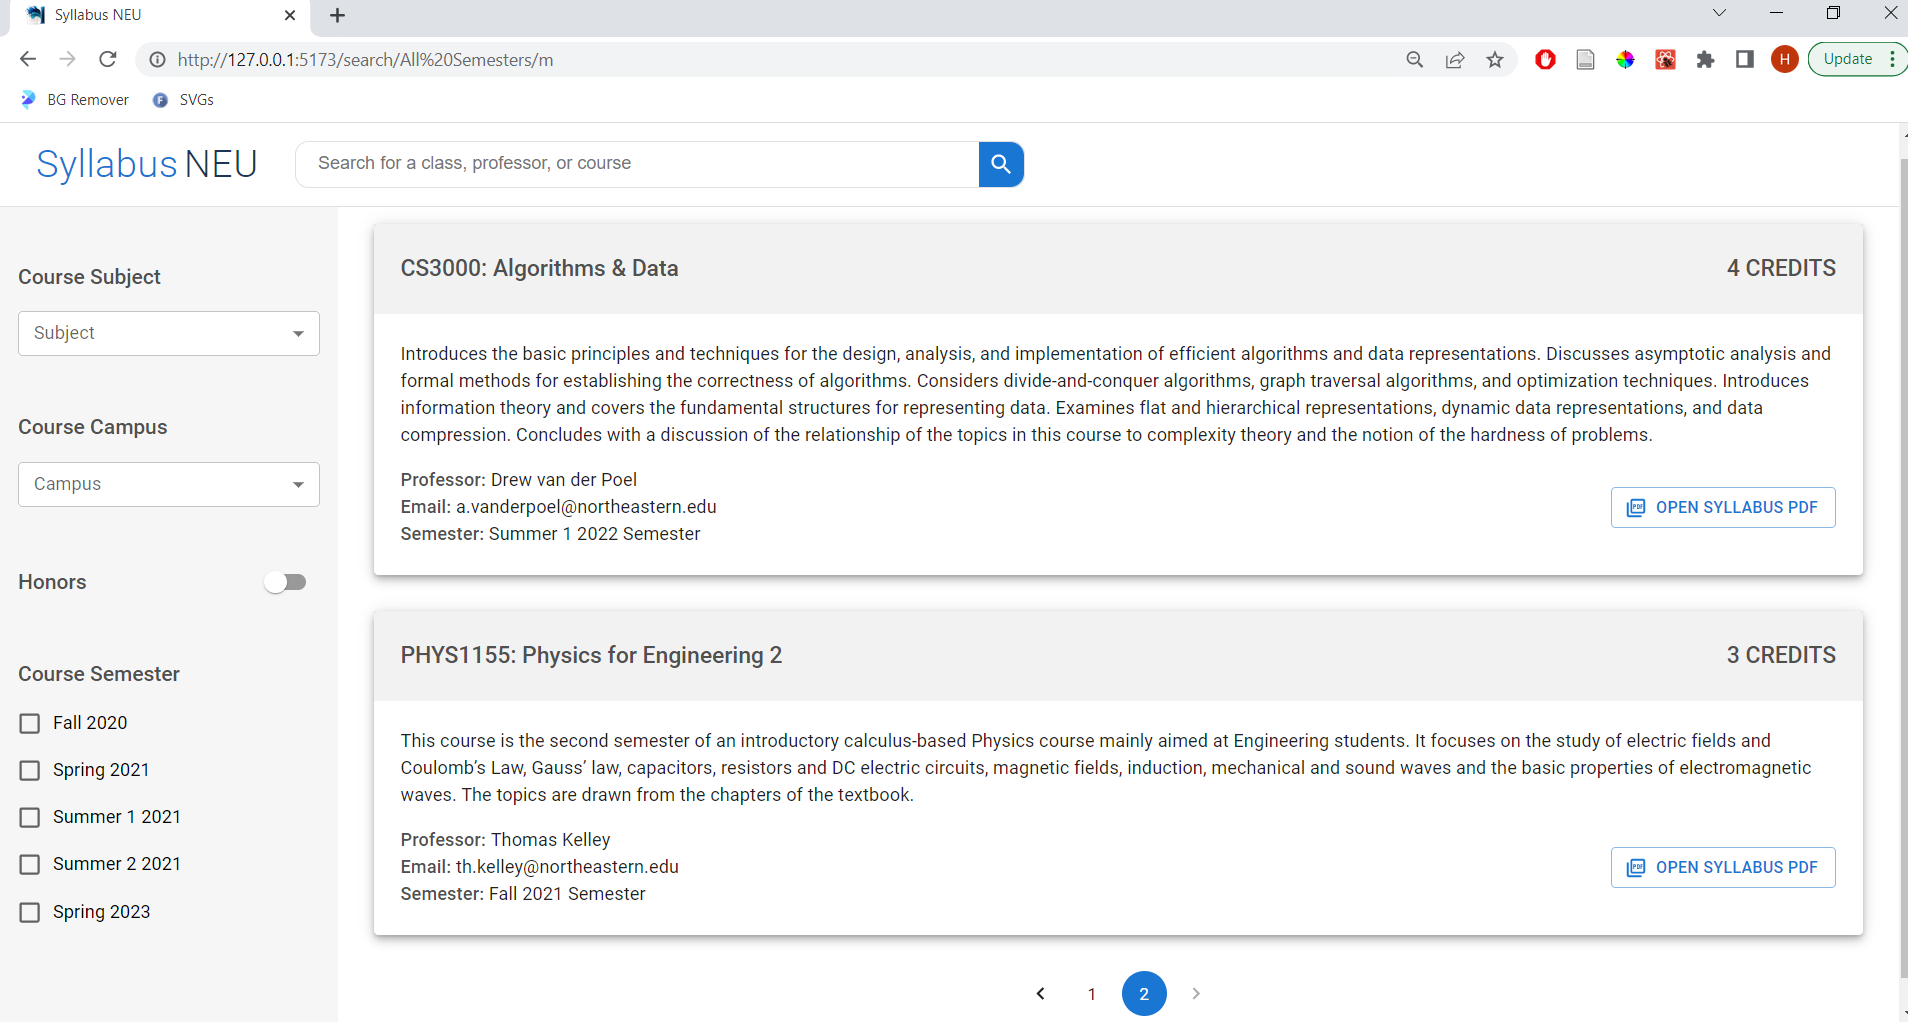 Syllabus NEU
http://127.0.0.1:5173/search/All%20Semesters/m
H
Update
BG Remover
F
SVGs
Syllabus NEU
Search for a class, professor, or course
Course Subject
Subject
Course Campus
Campus
Honors
Course Semester
Fall 2020
Spring 2021
Summer 1 2021
Summer 2 2021
Spring 2023
CS3000: Algorithms & Data
4 CREDITS
Introduces the basic principles and techniques for the design, analysis, and implementation of efficient algorithms and data representations. Discusses asymptotic analysis and
formal methods for establishing the correctness of algorithms. Considers divide-and-conquer algorithms, graph traversal algorithms, and optimization techniques. Introduces
information theory and covers the fundamental structures for representing data. Examines flat and hierarchical representations, dynamic data representations, and data
compression. Concludes with a discussion of the relationship of the topics in this course to complexity theory and the notion of the hardness of problems.
Professor: Drew van der Poel
Email: a.vanderpoel@northeastern.edu
Semester: Summer 1 2022 Semester
PDF
OPEN SYLLABUS PDF
PHYS1155: Physics for Engineering 2
3 CREDITS
This course is the second semester of an introductory calculus-based Physics course mainly aimed at Engineering students. It focuses on the study of electric fields and
Coulomb’s Law, Gauss’ law, capacitors, resistors and DC electric circuits, magnetic fields, induction, mechanical and sound waves and the basic properties of electromagnetic
waves. The topics are drawn from the chapters of the textbook.
Professor: Thomas Kelley
Email: th.kelley@northeastern.edu
Semester: Fall 2021 Semester
PDF
OPEN SYLLABUS PDF
1
2